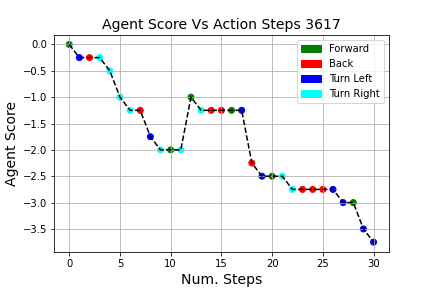 Agent Score Vs Action Steps 3617
Forward
Back
Turn Left
Turn Right
Agent Score
0.0
−0.5
−1.0
−1.5
−2.0
−2.5
−3.0
−3.5
0 5 10 15 20 25 30
Num. Steps